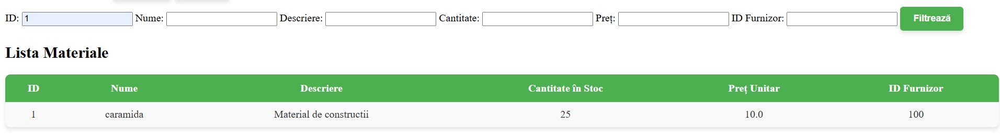 ID: 1 Nume: Descriere: Cantitate: Preț: ID Furnizor: Filtrează
Lista Materiale
ID Nume Descriere Cantitate în Stoc Preț Unitar ID Furnizor
1 caramida Material de constructii 25 10.0 100